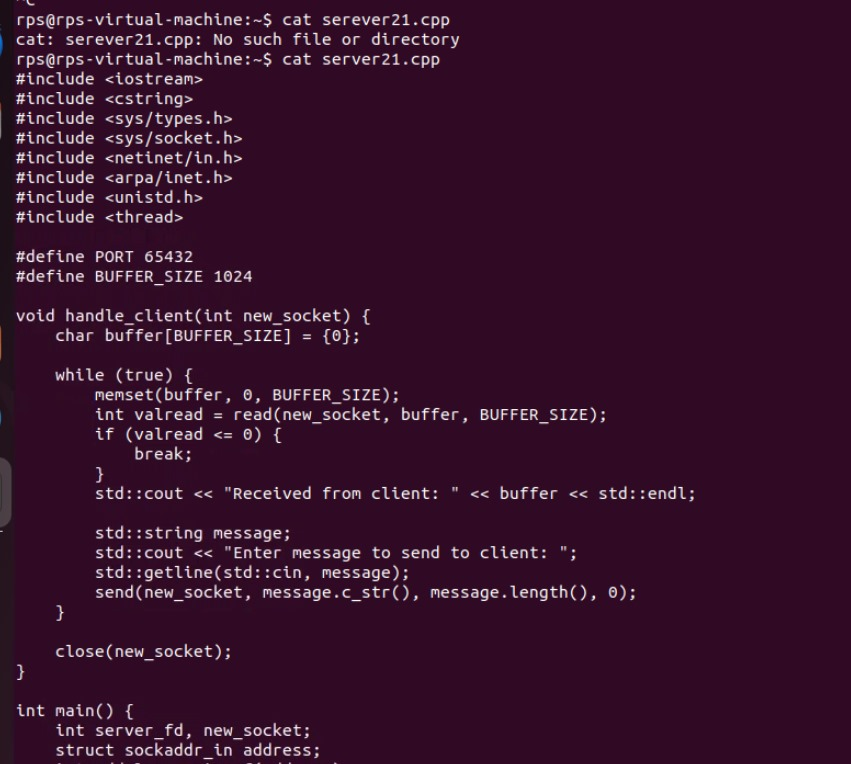 rps@rps-virtual-machine:~$ cat serever21.cpp
cat: serever21.cpp: No such file or directory
rps@rps-virtual-machine:~$ cat server21.cpp
#include <iostream>
#include <cstring>
#include <sys/types.h>
#include <sys/socket.h>
#include <netinet/in.h>
#include <arpa/inet.h>
#include <unistd.h>
#include <thread>

#define PORT 65432
#define BUFFER_SIZE 1024

void handle_client(int new_socket) {
    char buffer[BUFFER_SIZE] = {0};

    while (true) {
        memset(buffer, 0, BUFFER_SIZE);
        int valread = read(new_socket, buffer, BUFFER_SIZE);
        if (valread <= 0) {
            break;
        }
        std::cout << "Received from client: " << buffer << std::endl;

        std::string message;
        std::cout << "Enter message to send to client: ";
        std::getline(std::cin, message);
        send(new_socket, message.c_str(), message.length(), 0);
    }

    close(new_socket);
}

int main() {
    int server_fd, new_socket;
    struct sockaddr_in address;